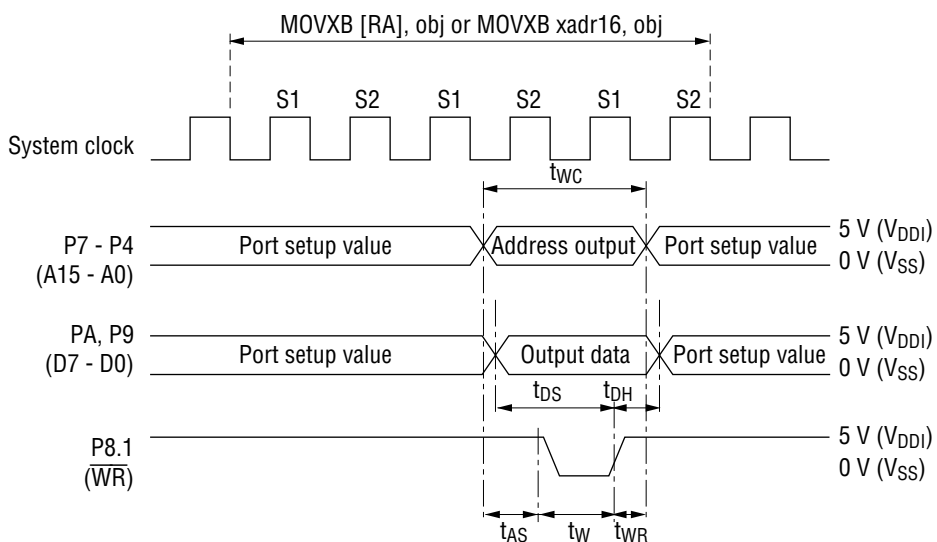 MOVXB [RA], obj or MOVXB xadr16, obj
S1 S2 S1 S2 S1 S2
System clock
tWC
P7 - P4
(A15 - A0)
Port setup value
Address output
Port setup value
5 V (VDDI)
0 V (VSS)
PA, P9
(D7 - D0)
Port setup value
Output data
Port setup value
5 V (VDDI)
0 V (VSS)
tDS
tDH
P8.1
(WR)
5 V (VDDI)
0 V (VSS)
tAS
tW
tWR